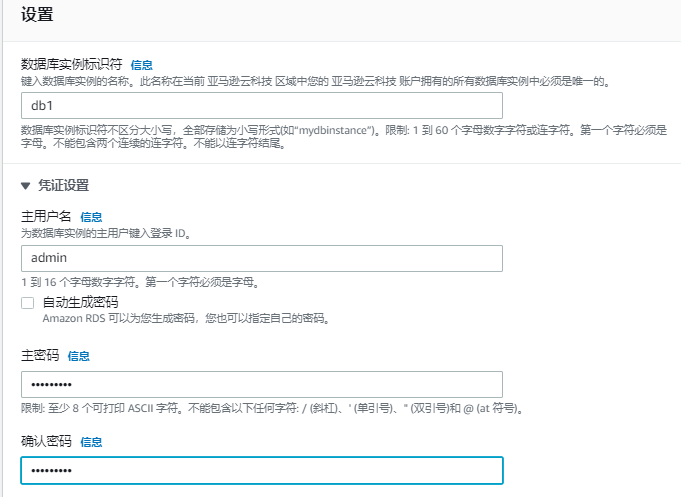 设置
数据库实例标识符 信息
键入数据库实例的名称。此名称在当前 亚马逊云科技 区域中您的 亚马逊云科技 账户拥有的所有数据库实例中必须是唯一的。
db1
数据库实例标识符不区分大小写，全部存储为小写形式(如“mydbinstance”)。限制: 1 到 60 个字母数字字符或连字符。第一个字符必须是
字母。不能包含两个连续的连字符。不能以连字符结尾。
▼ 凭证设置
主用户名 信息
为数据库实例的主用户键入登录 ID。
admin
1 到 16 个字母数字字符。第一个字符必须是字母。
自动生成密码
Amazon RDS 可以为您生成密码，您也可以指定自己的密码。
主密码 信息
•••••••••
限制: 至少 8 个可打印 ASCII 字符。不能包含以下任何字符: / (斜杠)、' (单引号)、" (双引号)和 @ (at 符号)。
确认密码 信息
•••••••••